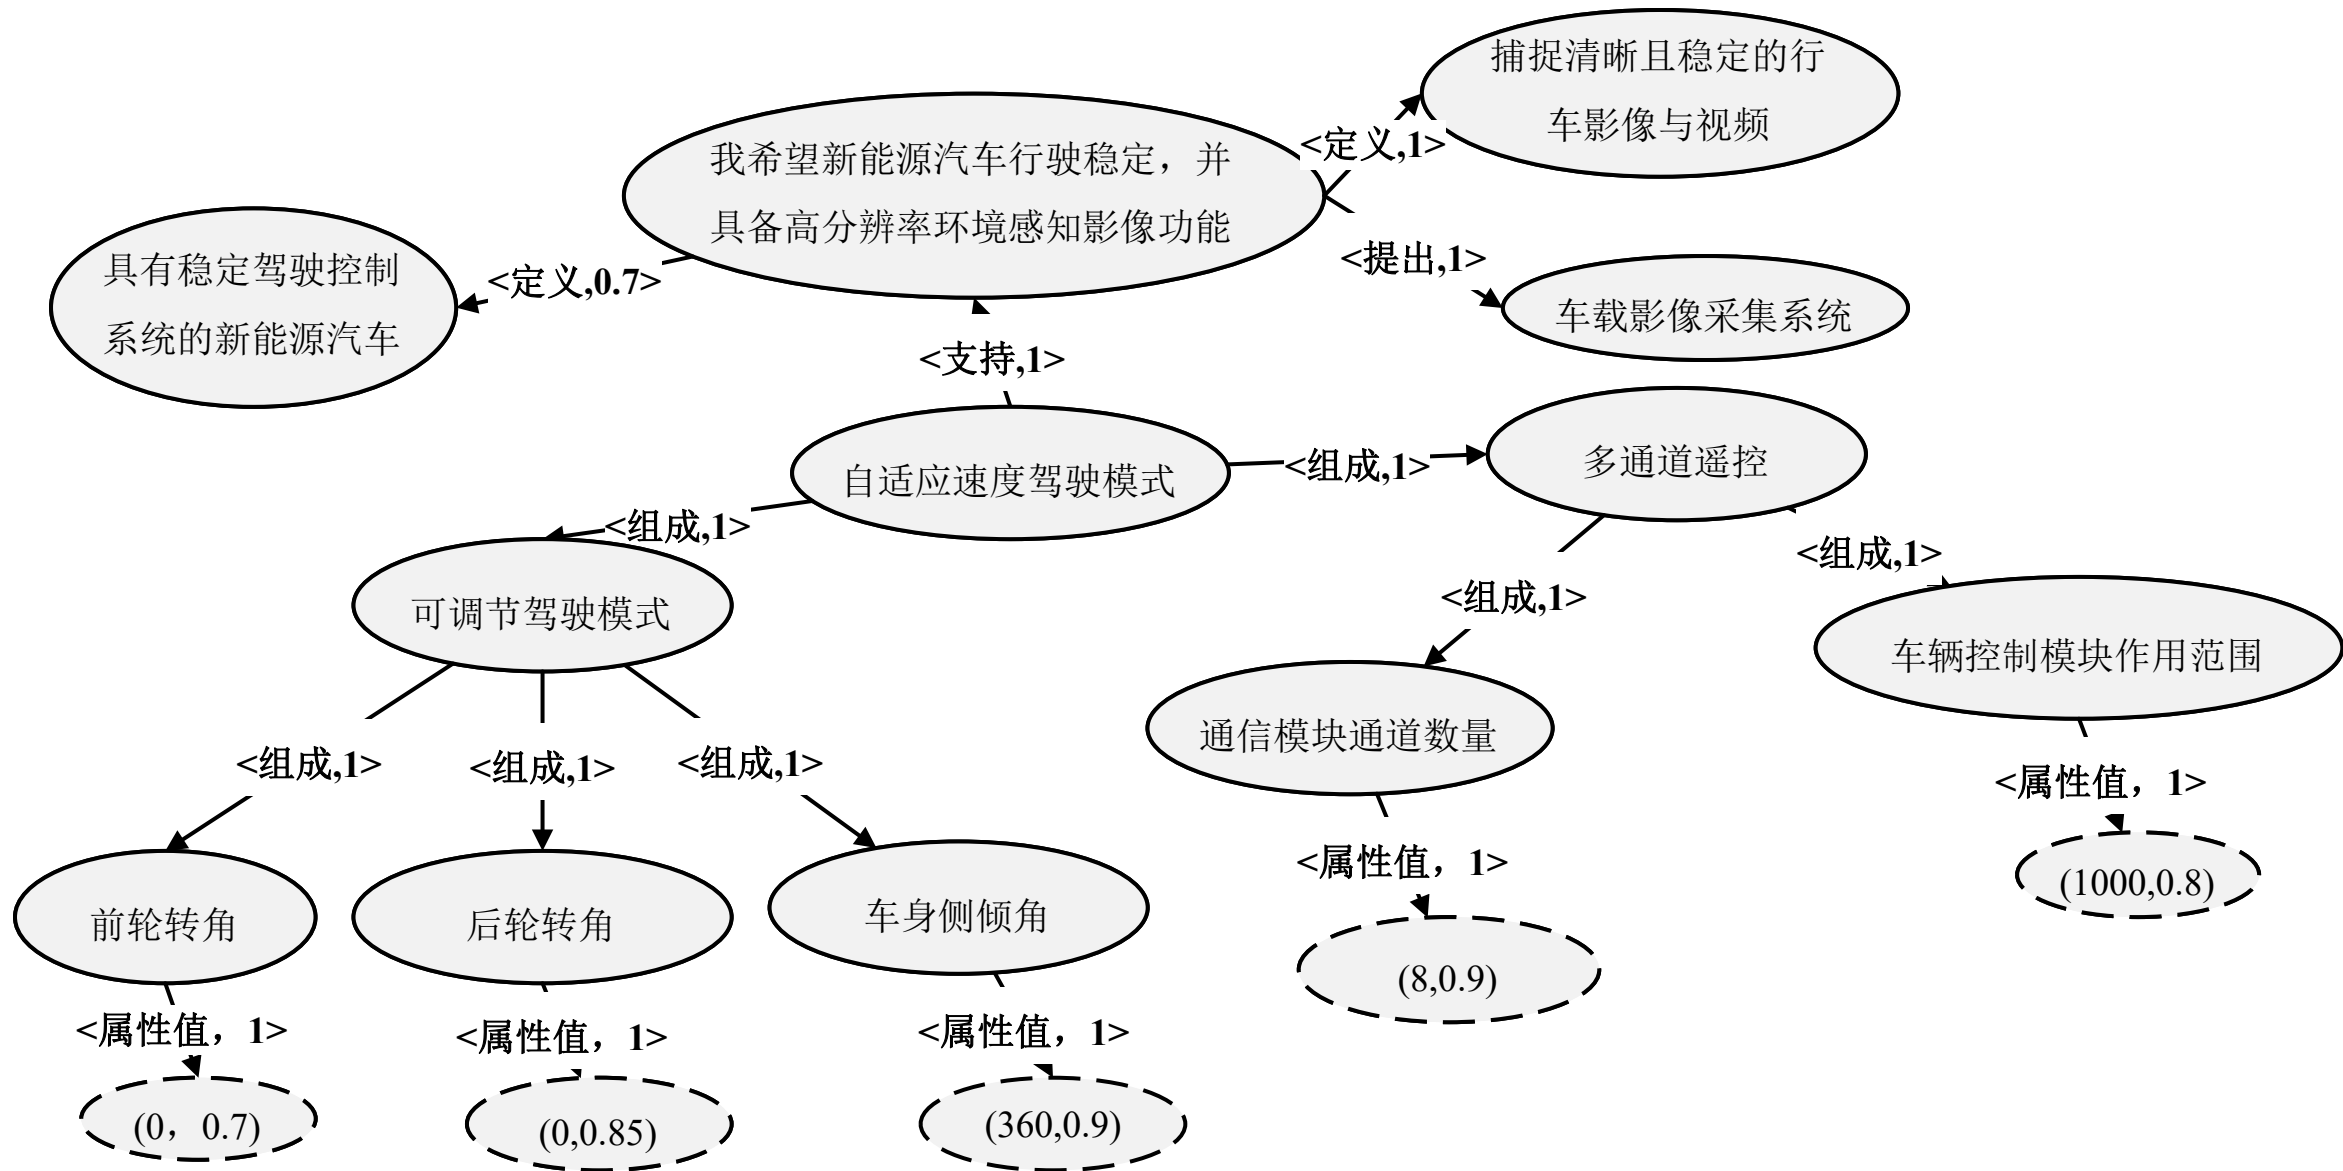 捕捉清晰且稳定的行
车影像与视频
<定义,1>
我希望新能源汽车行驶稳定，并
具备高分辨率环境感知影像功能
<提出,1>
具有稳定驾驶控制
系统的新能源汽车
<定义,0.7>
车载影像采集系统
<支持,1>
自适应速度驾驶模式
<组成,1>
多通道遥控
<组成,1>
<组成,1>
可调节驾驶模式
<组成,1>
车辆控制模块作用范围
通信模块通道数量
<组成,1>
<组成,1>
<组成,1>
<属性值，1>
<属性值，1>
(1000,0.8)
前轮转角
后轮转角
车身侧倾角
(8,0.9)
<属性值，1>
<属性值，1>
<属性值，1>
(0，0.7)
(0,0.85)
(360,0.9)